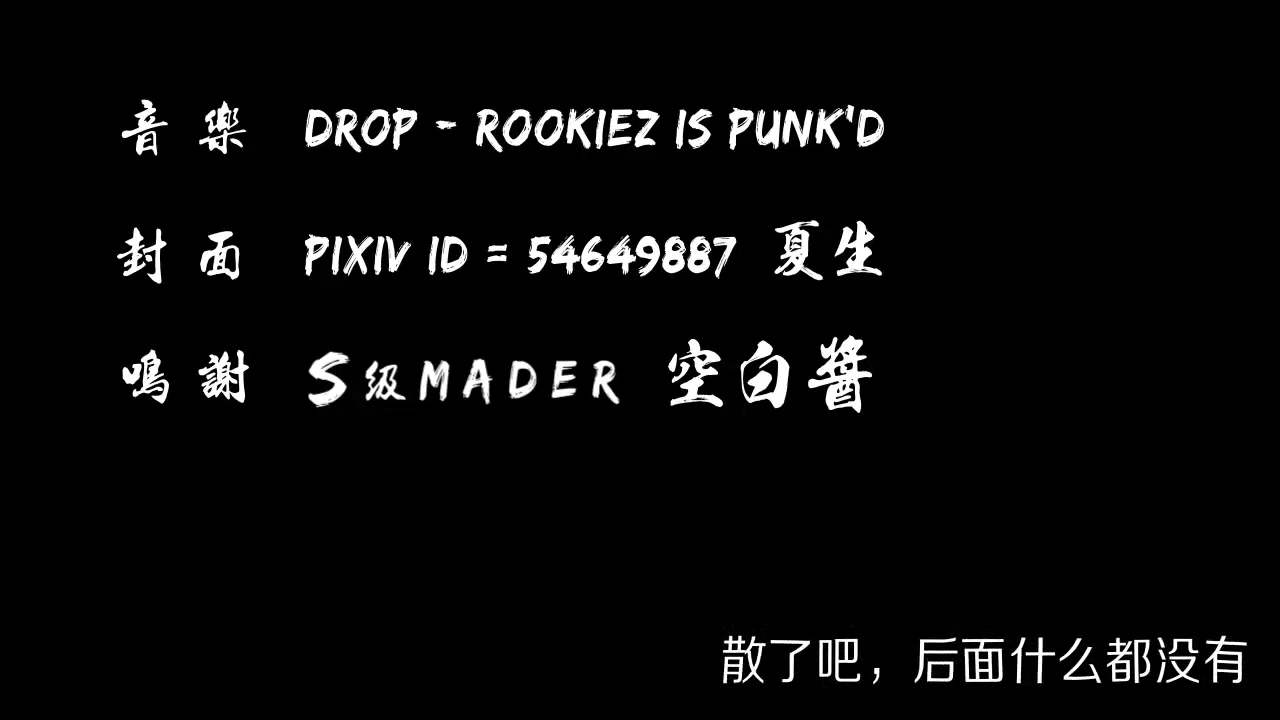 音樂 DROP - ROOKIEZ IS PUNK'D
封面 PIXIV ID = 54649887 夏生
鳴謝 S级MADER 空白醬
散了吧，后面什么都没有